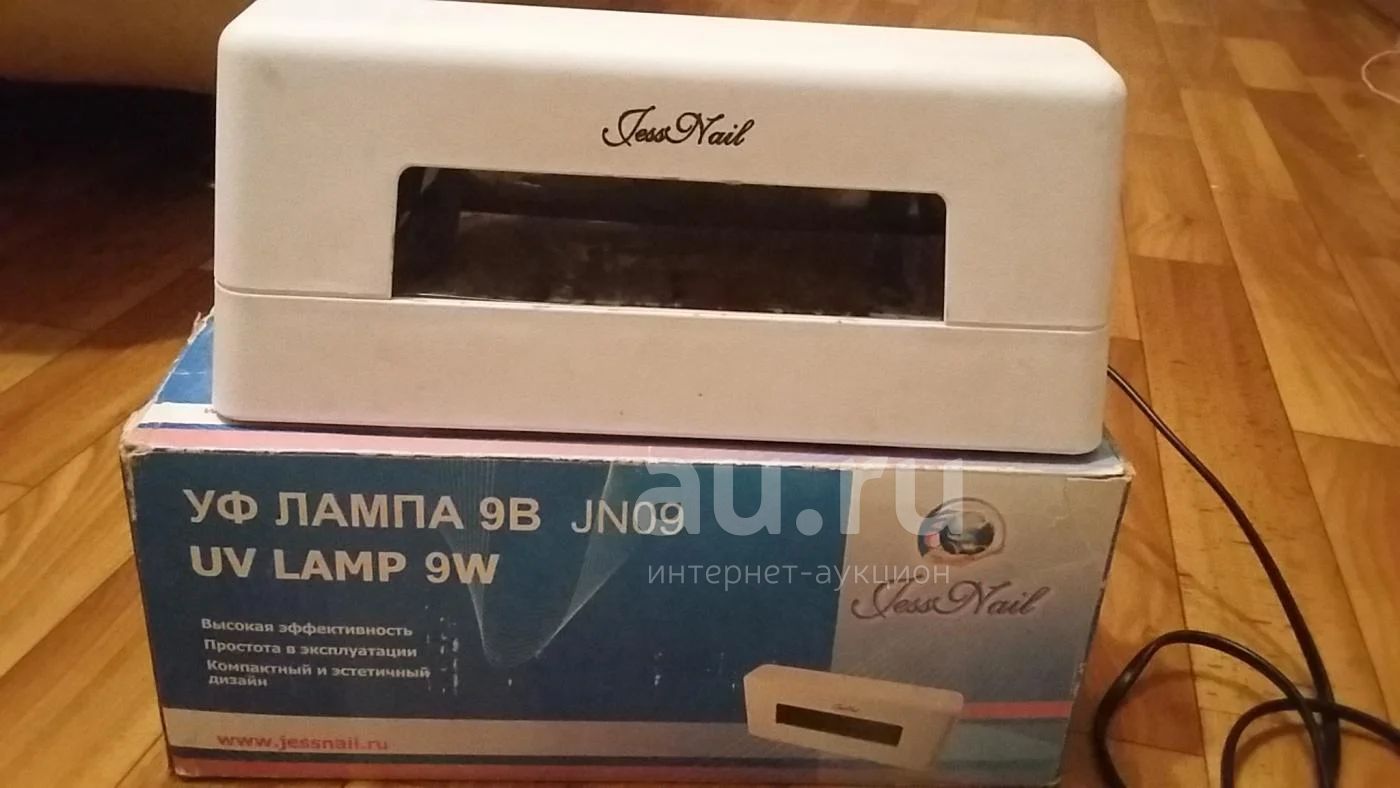 JessNail
УФ ЛАМПА 9В JN09
UV LAMP 9W
au.ru
интернет-аукцион
JessNail
Высокая эффективность
Простота в эксплуатации
Компактный и эстетичный
дизайн
JessNail
www.jessnail.ru